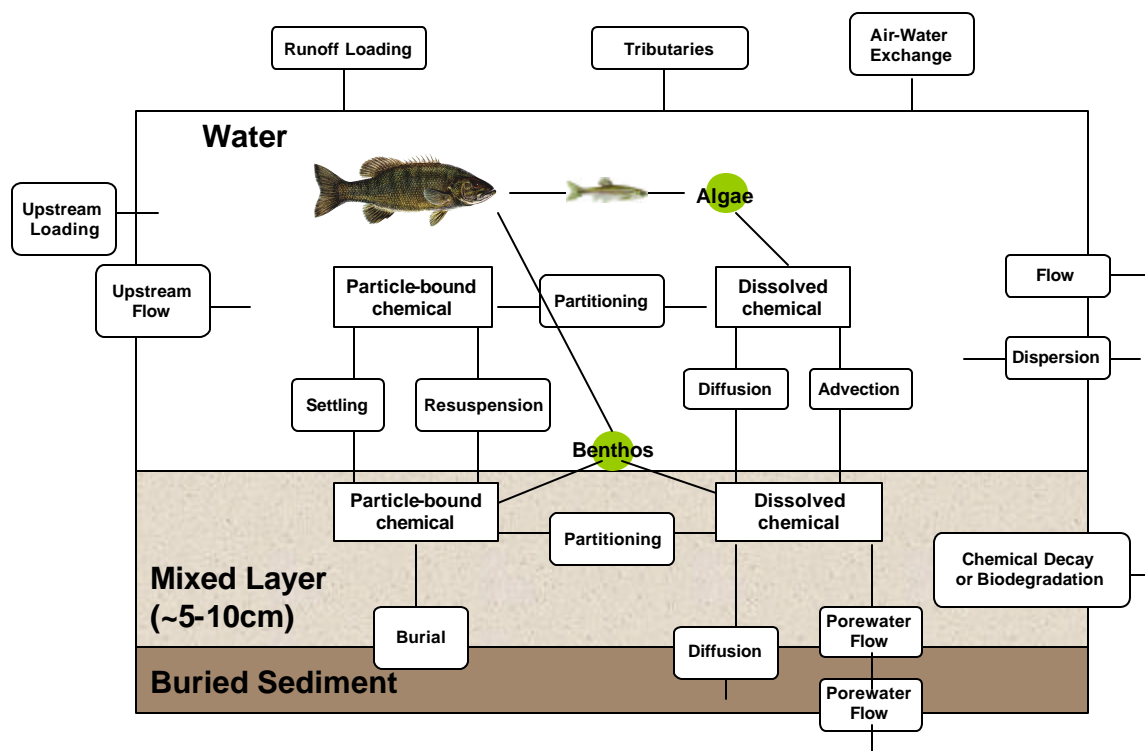 Runoff Loading
Tributaries
Air-Water
Exchange
Water
Algae
Upstream
Loading
Upstream
Flow
Particle-bound
chemical
Partitioning
Dissolved
chemical
Flow
Dispersion
Settling
Resuspension
Diffusion
Advection
Benthos
Particle-bound
chemical
Partitioning
Dissolved
chemical
Chemical Decay
or Biodegradation
Mixed Layer
(~5-10cm)
Burial
Diffusion
Porewater
Flow
Buried Sediment
Porewater
Flow